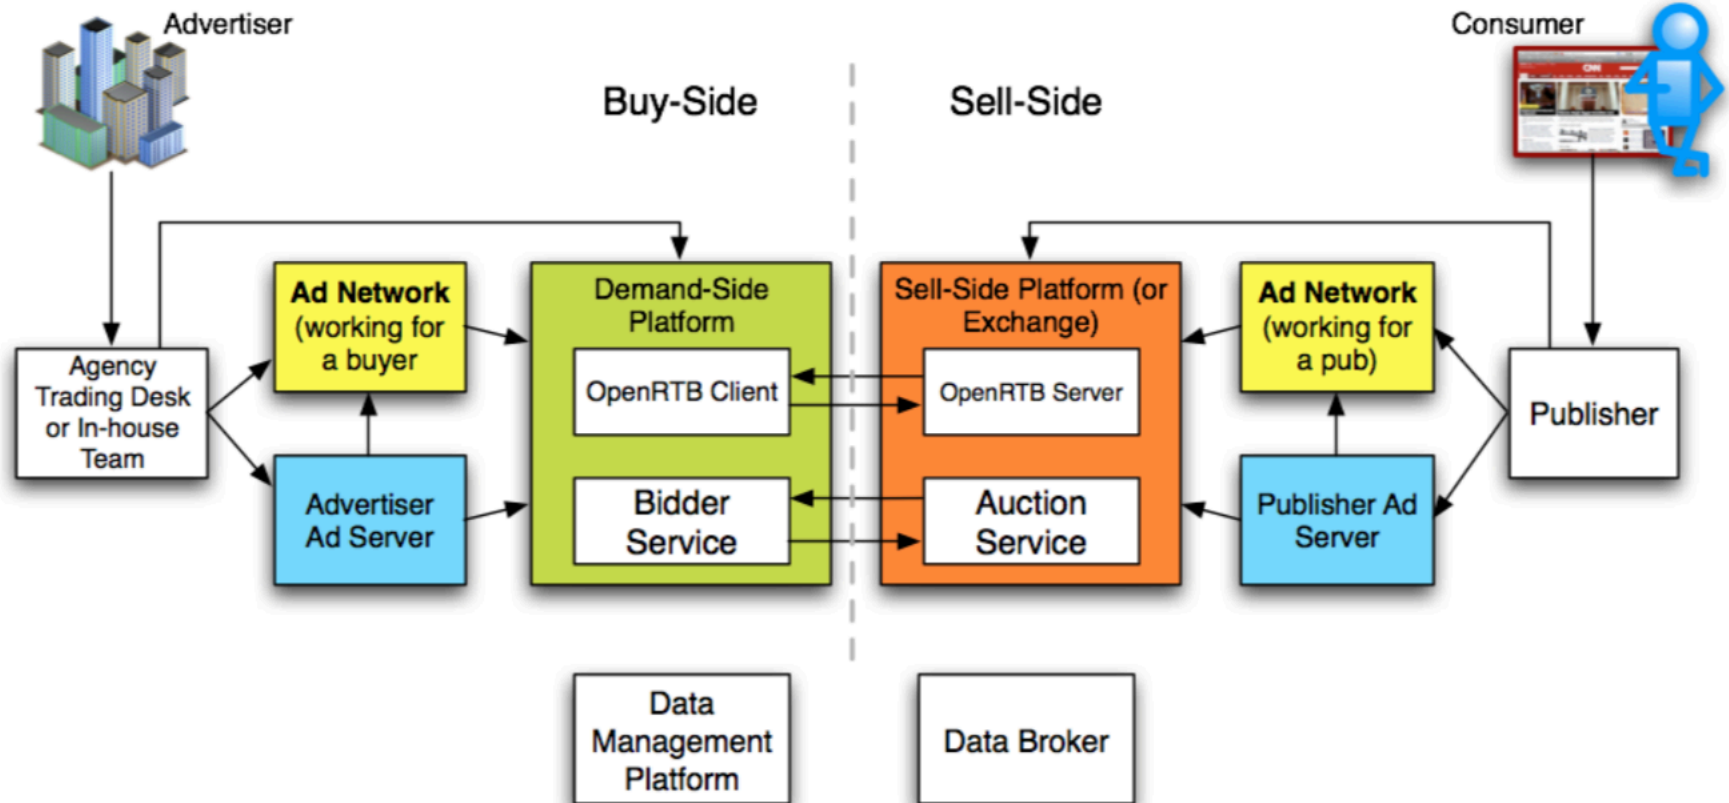 Advertiser
Consumer
Buy-Side
Sell-Side
CNN
Ad Network
(working for
a buyer
Demand-Side
Platform
Sell-Side Platform (or
Exchange)
Ad Network
(working for
a pub)
Agency
Trading Desk
or In-house
Team
OpenRTB Client
OpenRTB Server
Publisher
Advertiser
Ad Server
Bidder
Service
Auction
Service
Publisher Ad
Server
Data
Management
Platform
Data Broker